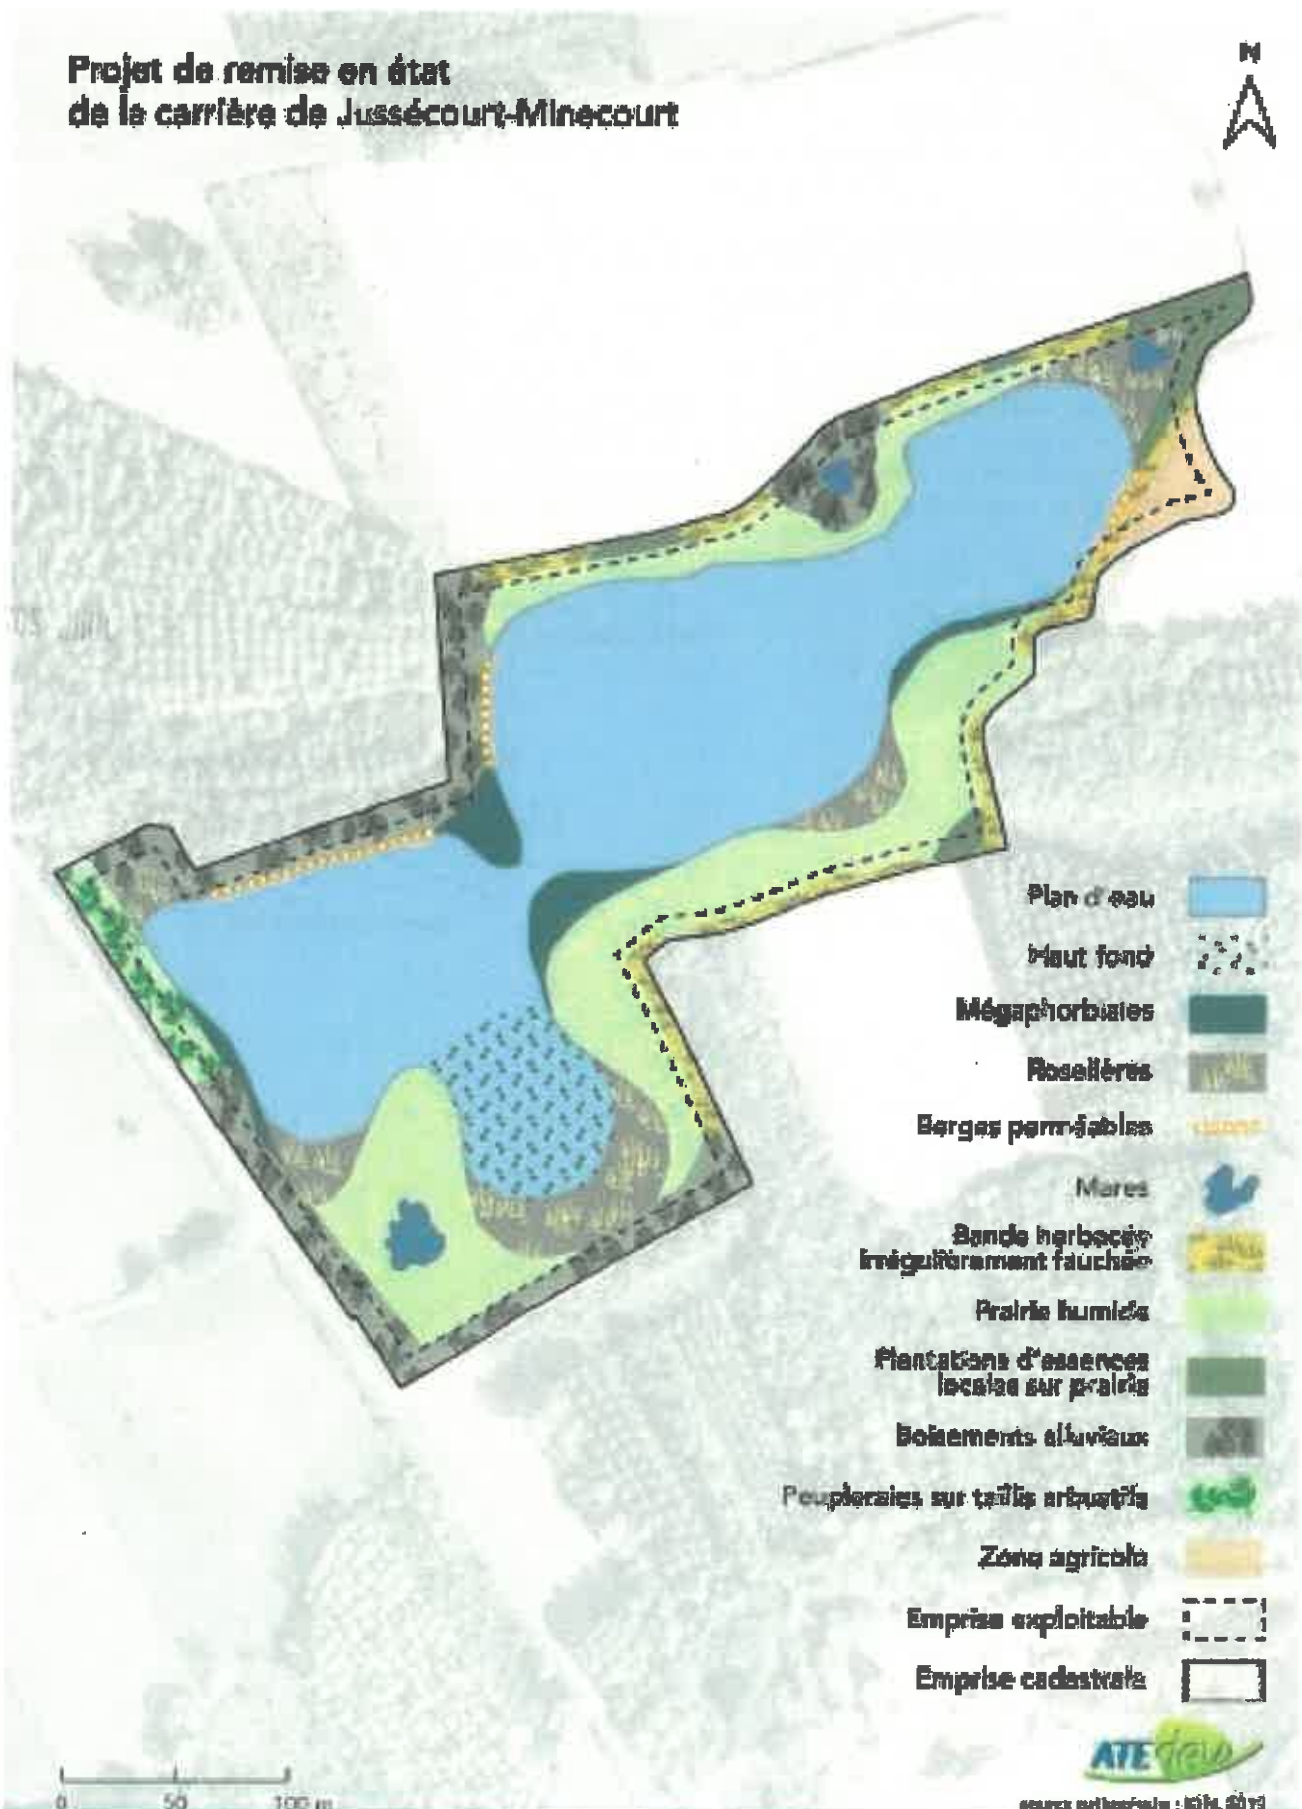 Projet de remise en état
de la carrière de Jussécourt-Minecourt
N
Plan d'eau
Haut fond
Mégaphorbiaies
Roselières
Berges perméables
Mares
Bande herbacée
irrégulièrement fauchée
Prairie humide
Plantations d'essences
locales sur prairie
Boisements alluviaux
Peupleraies sur taillis arbustifs
Zone agricole
Emprise exploitable
Emprise cadastrale
ATE dev
0 50 100 m